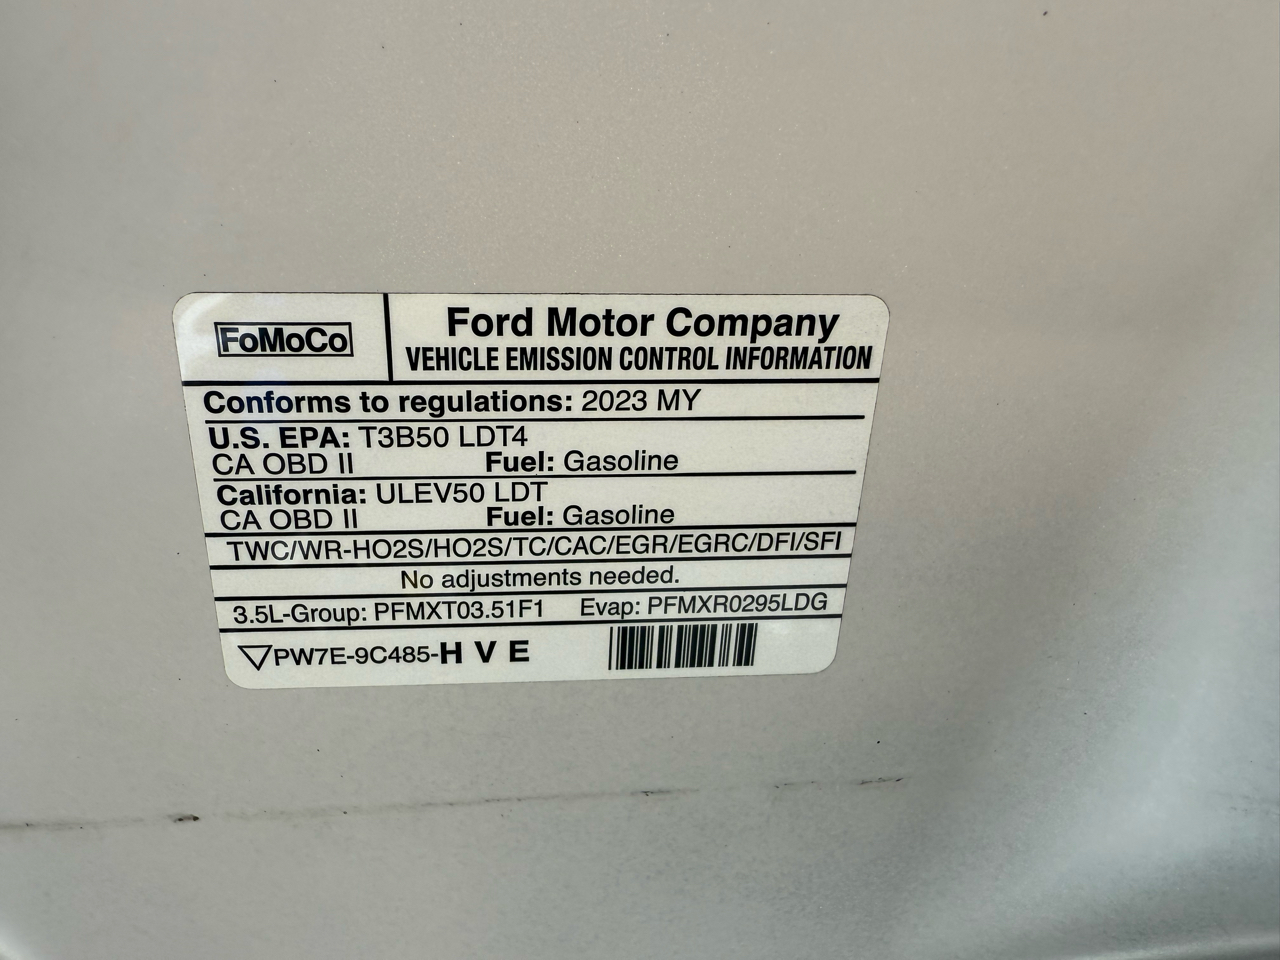 FoMoCo
Ford Motor Company
VEHICLE EMISSION CONTROL INFORMATION
Conforms to regulations: 2023 MY
U.S. EPA: T3B50 LDT4
CA OBD II Fuel: Gasoline
California: ULEV50 LDT
CA OBD II Fuel: Gasoline
TWC/WR-HO2S/HO2S/TC/CAC/EGR/EGRC/DFI/SFI
No adjustments needed.
3.5L-Group: PFMXT03.51F1 Evap: PFMXR0295LDG
PW7E-9C485-H V E